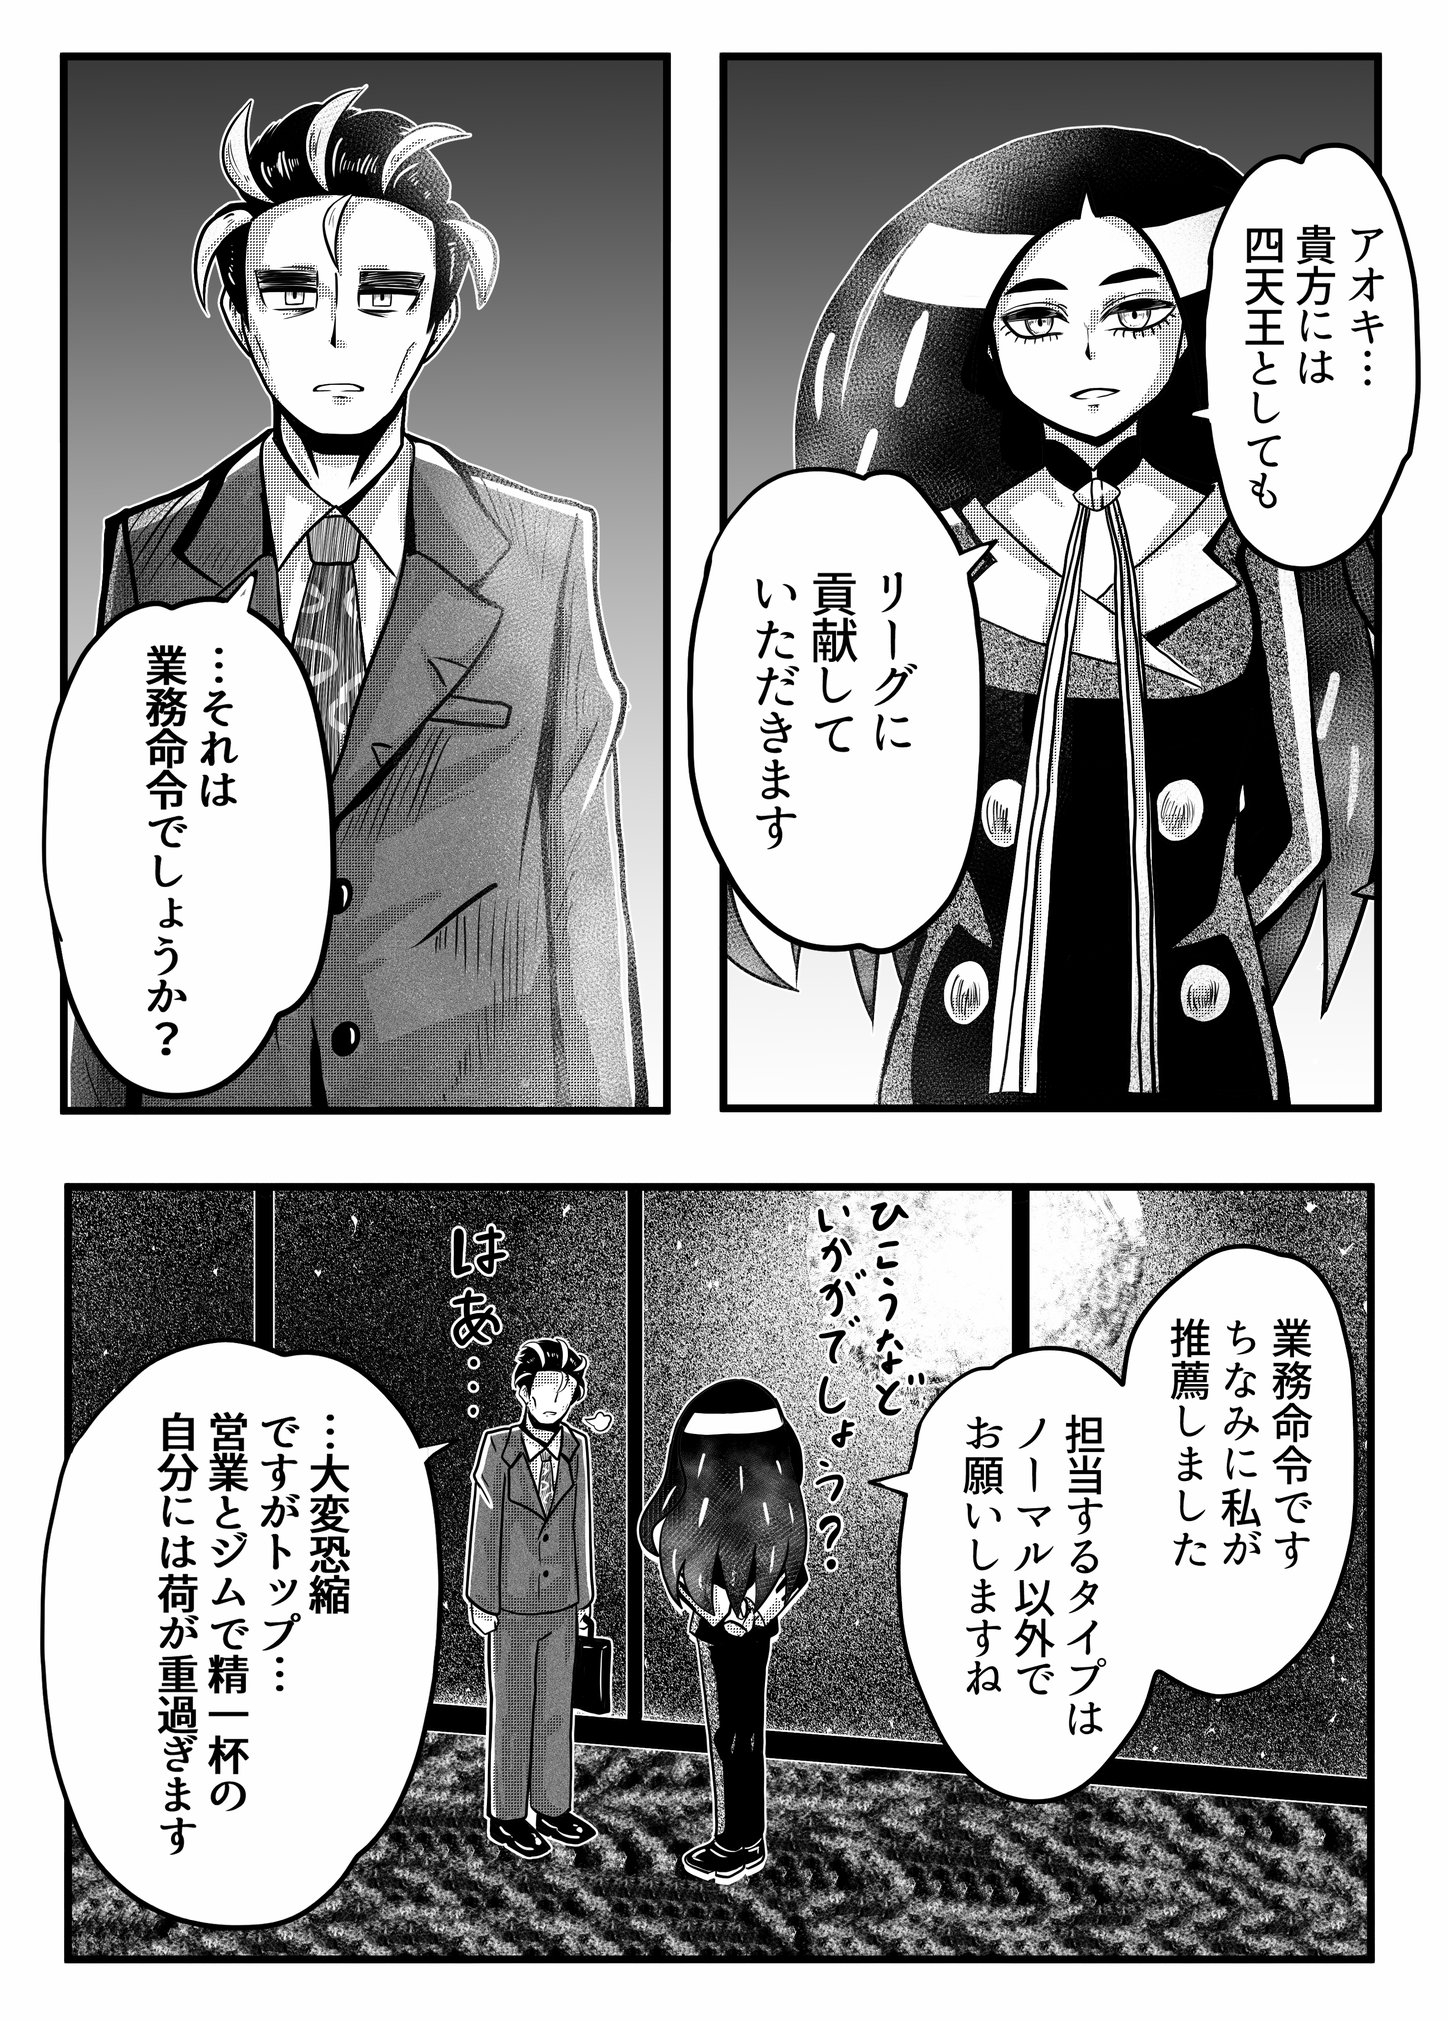 アオキ…
貴方には
四天王としても
リーグに
貢献して
いただきます
…それは
業務命令でしょうか？
業務命令です
ちなみに私が
推薦しました
担当するタイプは
ノーマル以外で
お願いしますね
ひこうなど
いかがでしょう？
はあ…
…大変恐縮
ですがトップ…
営業とジムで精一杯の
自分には荷が重過ぎます